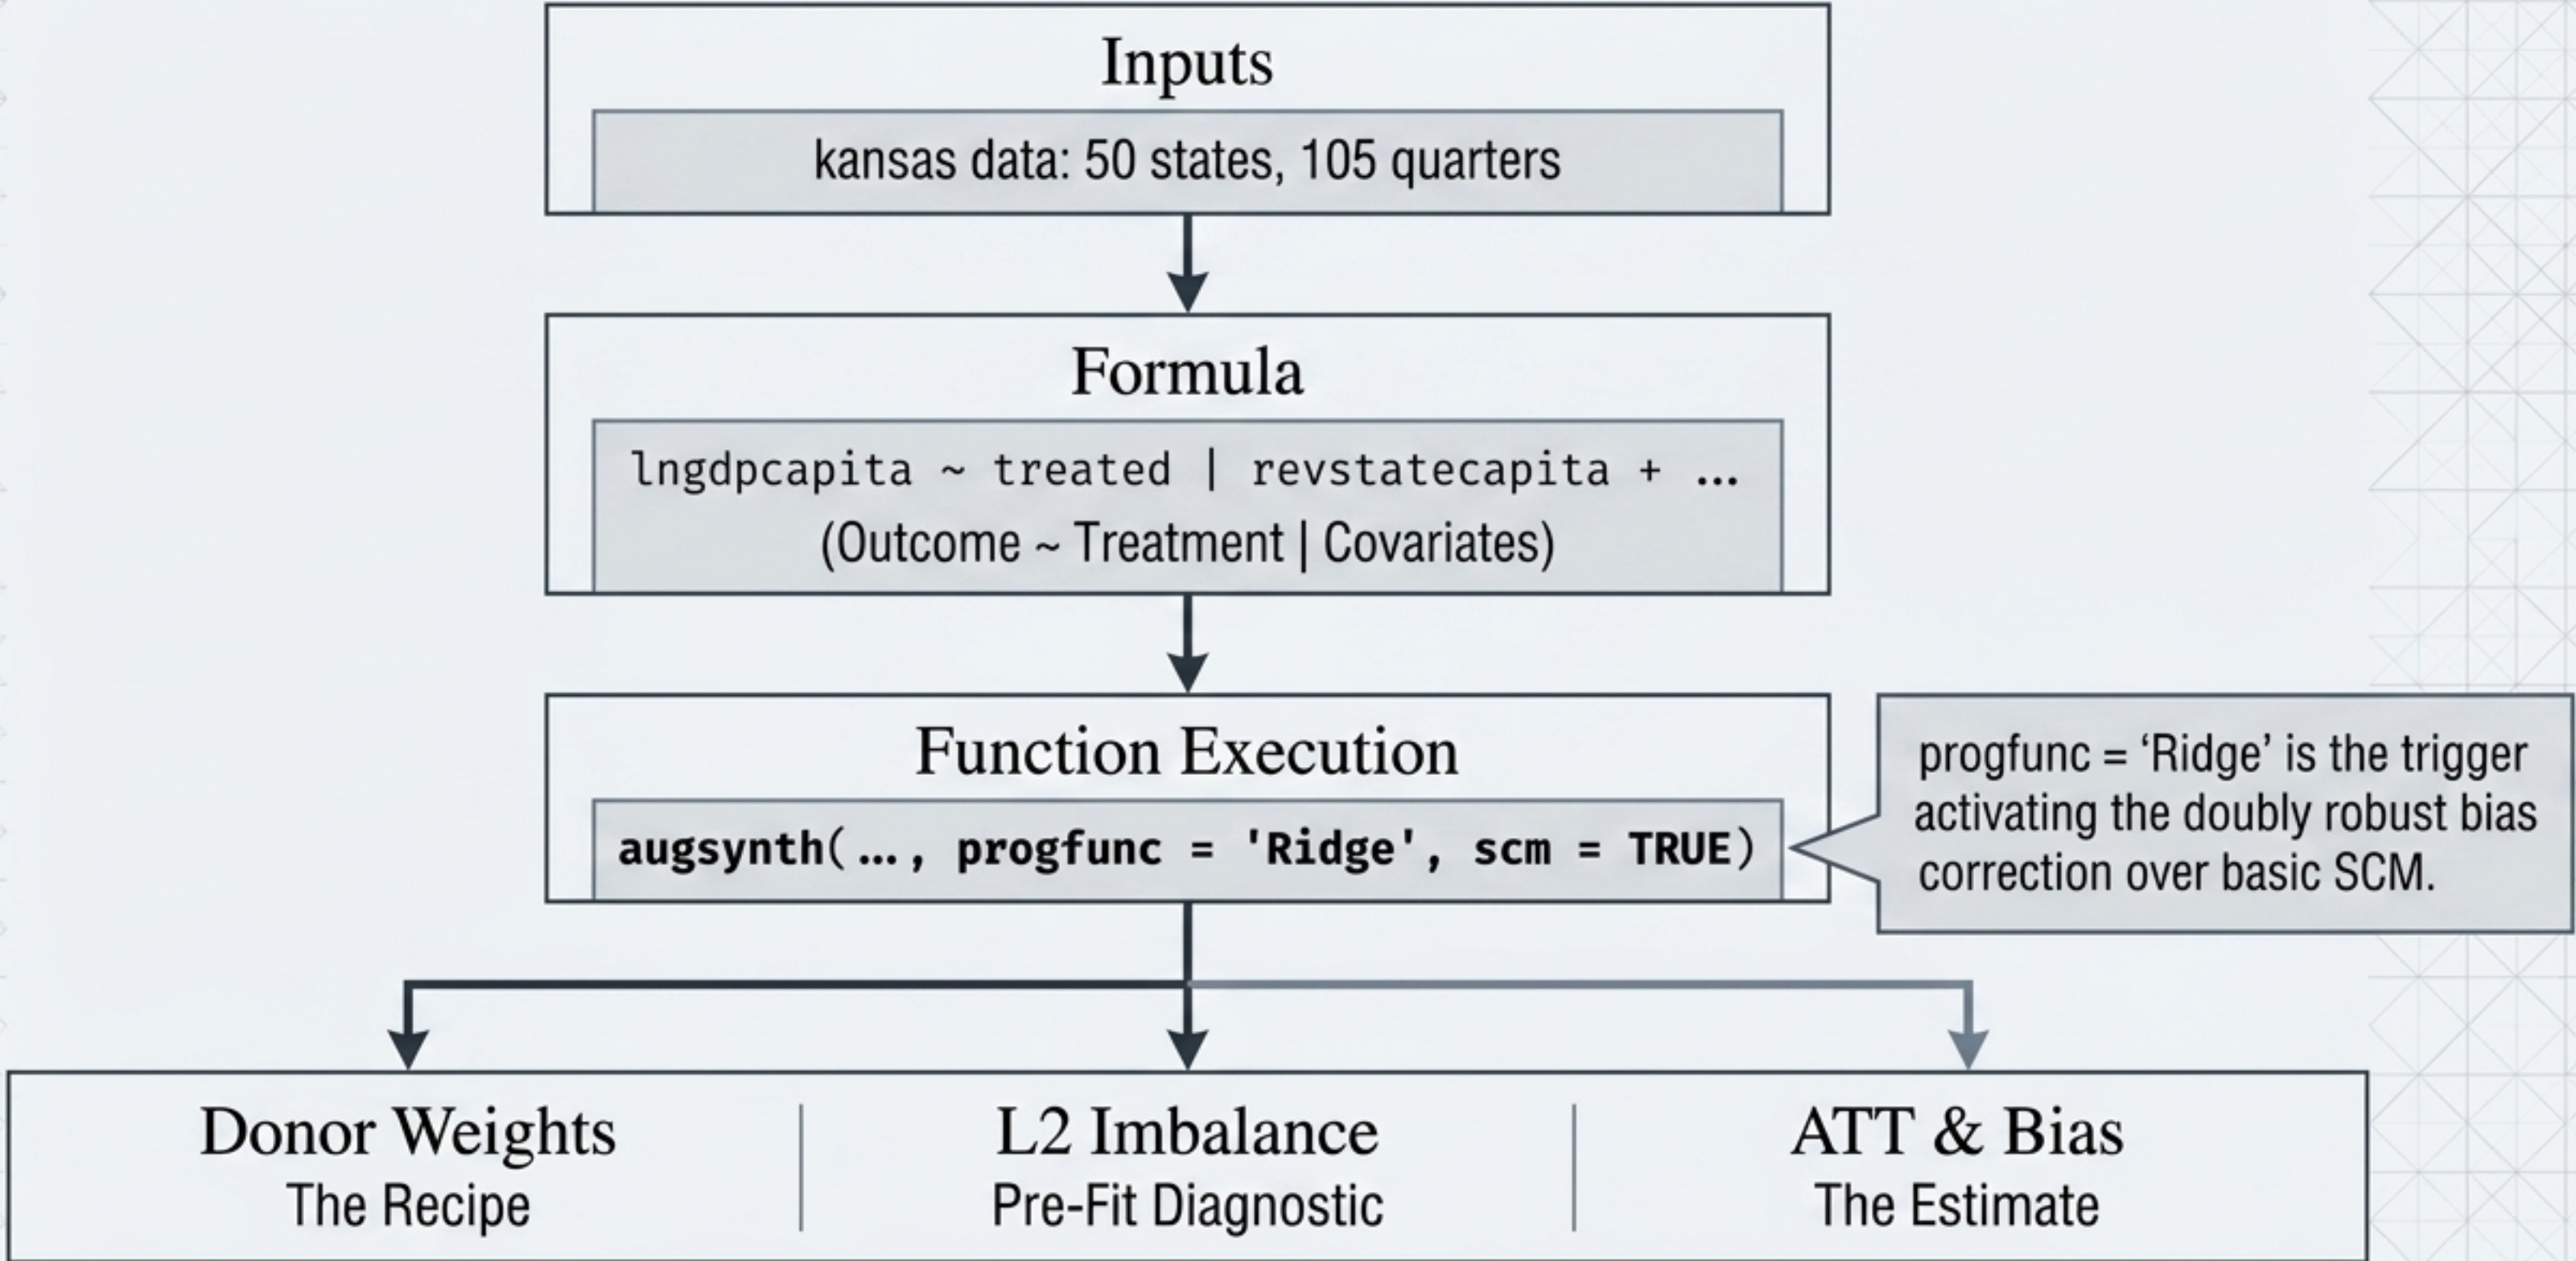 Inputs
kansas data: 50 states, 105 quarters
Formula
lngdpcapita ~ treated | revstatecapita + ...
(Outcome ~ Treatment | Covariates)
Function Execution
augsynth(..., progfunc = 'Ridge', scm = TRUE)
progfunc = ‘Ridge’ is the trigger
activating the doubly robust bias
correction over basic SCM.
Donor Weights
The Recipe
L2 Imbalance
Pre-Fit Diagnostic
ATT & Bias
The Estimate